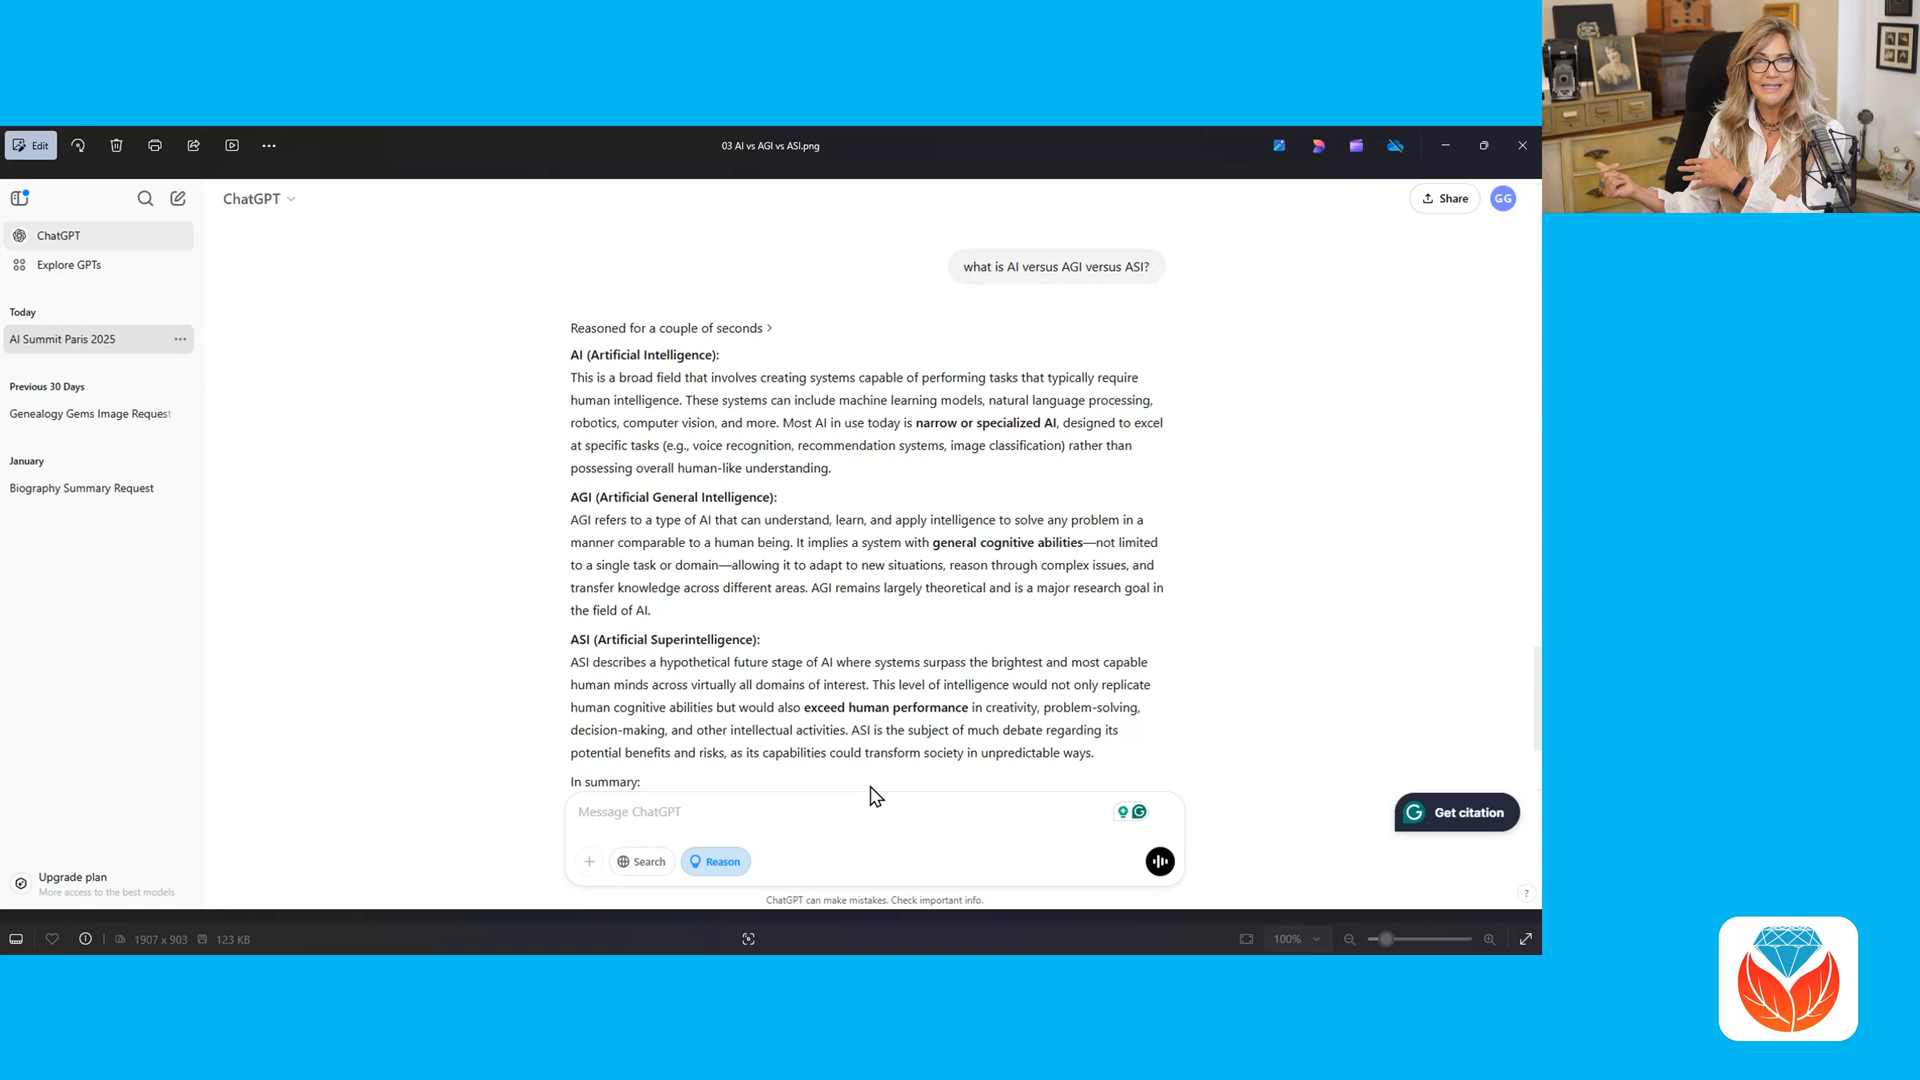 Edit
03 AI vs AGI vs ASI.png
ChatGPT
Share
GG
ChatGPT
Explore GPTs
Today
AI Summit Paris 2025
Previous 30 Days
Genealogy Gems Image Request
January
Biography Summary Request
Upgrade plan
More access to the best models
what is AI versus AGI versus ASI?
Reasoned for a couple of seconds >
AI (Artificial Intelligence):
This is a broad field that involves creating systems capable of performing tasks that typically require
human intelligence. These systems can include machine learning models, natural language processing,
robotics, computer vision, and more. Most AI in use today is narrow or specialized AI, designed to excel
at specific tasks (e.g., voice recognition, recommendation systems, image classification) rather than
possessing overall human-like understanding.
AGI (Artificial General Intelligence):
AGI refers to a type of AI that can understand, learn, and apply intelligence to solve any problem in a
manner comparable to a human being. It implies a system with general cognitive abilities—not limited
to a single task or domain—allowing it to adapt to new situations, reason through complex issues, and
transfer knowledge across different areas. AGI remains largely theoretical and is a major research goal in
the field of AI.
ASI (Artificial Superintelligence):
ASI describes a hypothetical future stage of AI where systems surpass the brightest and most capable
human minds across virtually all domains of interest. This level of intelligence would not only replicate
human cognitive abilities but would also exceed human performance in creativity, problem-solving,
decision-making, and other intellectual activities. ASI is the subject of much debate regarding its
potential benefits and risks, as its capabilities could transform society in unpredictable ways.
In summary:
Message ChatGPT
Search
Reason
Get citation
ChatGPT can make mistakes. Check important info.
?
1907 x 903
123 KB
100%